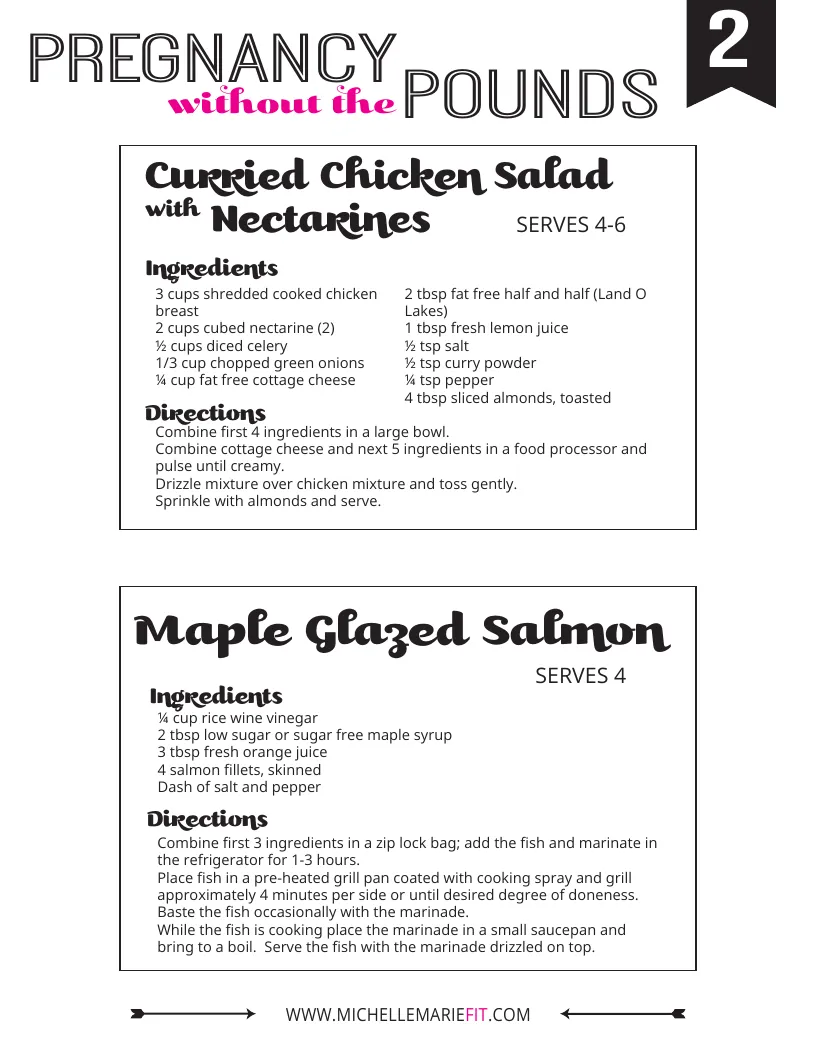 PREGNANCY
without the POUNDS
2
Curried Chicken Salad
with Nectarines
SERVES 4-6
Ingredients
3 cups shredded cooked chicken
breast
2 cups cubed nectarine (2)
½ cups diced celery
1/3 cup chopped green onions
¼ cup fat free cottage cheese
2 tbsp fat free half and half (Land O
Lakes)
1 tbsp fresh lemon juice
½ tsp salt
½ tsp curry powder
¼ tsp pepper
4 tbsp sliced almonds, toasted
Directions
Combine first 4 ingredients in a large bowl.
Combine cottage cheese and next 5 ingredients in a food processor and
pulse until creamy.
Drizzle mixture over chicken mixture and toss gently.
Sprinkle with almonds and serve.
Maple Glazed Salmon
SERVES 4
Ingredients
¼ cup rice wine vinegar
2 tbsp low sugar or sugar free maple syrup
3 tbsp fresh orange juice
4 salmon fillets, skinned
Dash of salt and pepper
Directions
Combine first 3 ingredients in a zip lock bag; add the fish and marinate in
the refrigerator for 1-3 hours.
Place fish in a pre-heated grill pan coated with cooking spray and grill
approximately 4 minutes per side or until desired degree of doneness.
Baste the fish occasionally with the marinade.
While the fish is cooking place the marinade in a small saucepan and
bring to a boil.  Serve the fish with the marinade drizzled on top.
WWW.MICHELLEMARIEFIT.COM